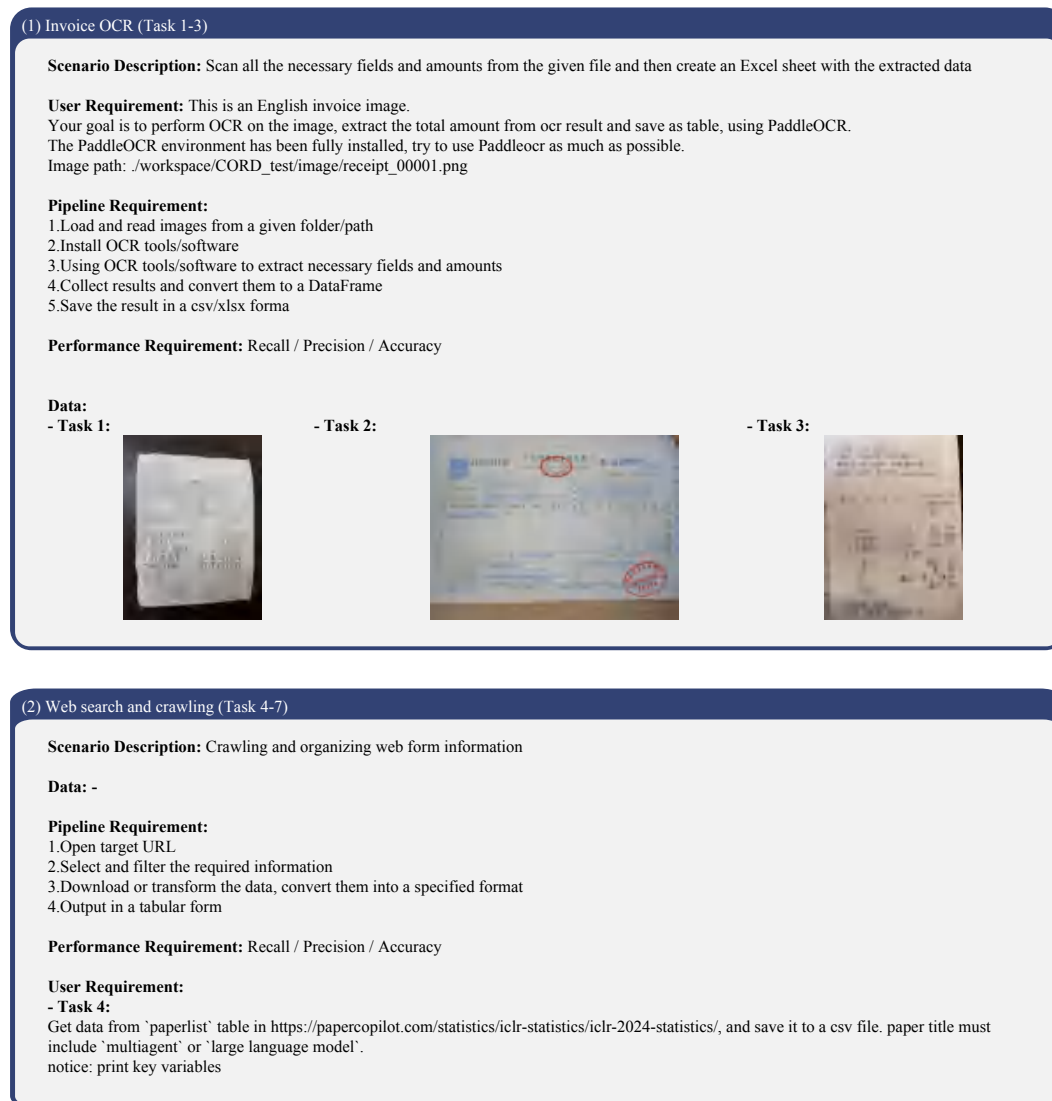 (1) Invoice OCR (Task 1-3)
Scenario Description: Scan all the necessary fields and amounts from the given file and then create an Excel sheet with the extracted data
User Requirement: This is an English invoice image.
Your goal is to perform OCR on the image, extract the total amount from ocr result and save as table, using PaddleOCR.
The PaddleOCR environment has been fully installed, try to use Paddleocr as much as possible.
Image path: ./workspace/CORD_test/image/receipt_00001.png
Pipeline Requirement:
1.Load and read images from a given folder/path
2.Install OCR tools/software
3.Using OCR tools/software to extract necessary fields and amounts
4.Collect results and convert them to a DataFrame
5.Save the result in a csv/xlsx forma
Performance Requirement: Recall / Precision / Accuracy
Data:
- Task 1: - Task 2: - Task 3:
(2) Web search and crawling (Task 4-7)
Scenario Description: Crawling and organizing web form information
Data: -
Pipeline Requirement:
1.Open target URL
2.Select and filter the required information
3.Download or transform the data, convert them into a specified format
4.Output in a tabular form
Performance Requirement: Recall / Precision / Accuracy
User Requirement:
- Task 4:
Get data from `paperlist` table in https://papercopilot.com/statistics/iclr-statistics/iclr-2024-statistics/, and save it to a csv file. paper title must
include `multiagent` or `large language model`.
notice: print key variables